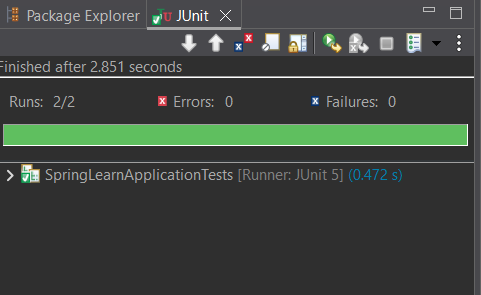 Package Explorer JUnit
Finished after 2.851 seconds
Runs: 2/2 Errors: 0 Failures: 0
SpringLearnApplicationTests [Runner: JUnit 5] (0.472 s)